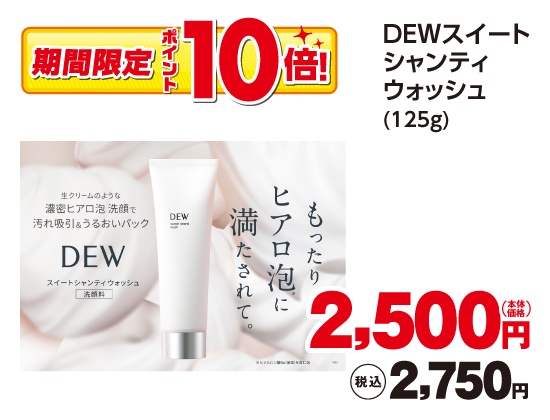 期間限定 ポイント 10倍!
DEWスイート
シャンティ
ウォッシュ
(125g)
生クリームのような
濃密ヒアロ泡 洗顔で
汚れ吸引&うるおいパック
DEW
スイートシャンティウォッシュ
洗顔料
DEW
もったり
ヒアロ泡に
満たされて。
2,500円(本体価格)
税込2,750円